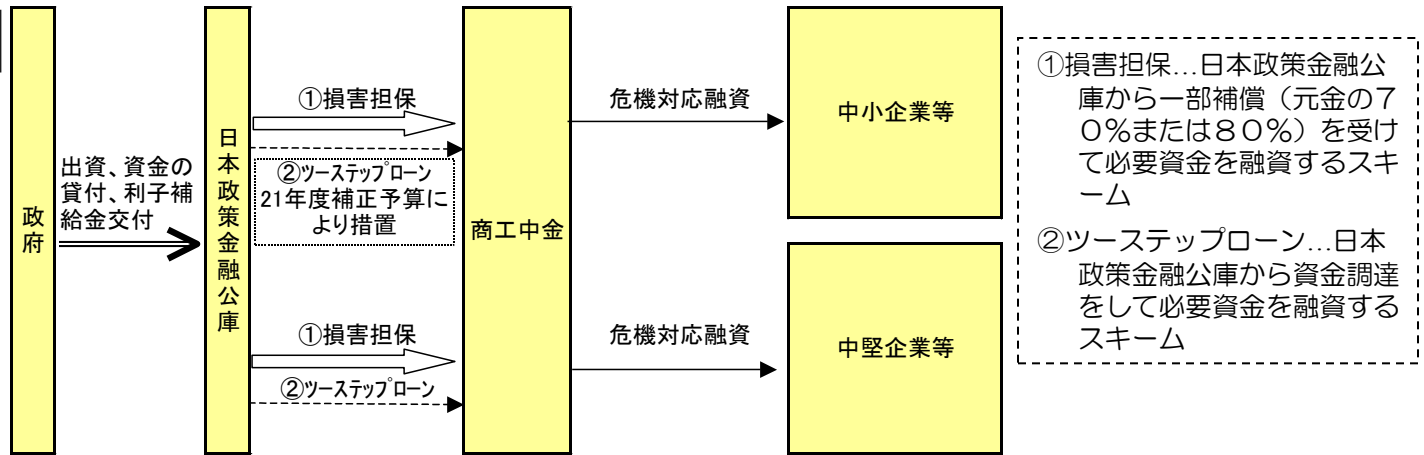 政府
出資、資金の
貸付、利子補
給金交付
日本政策金融公庫
①損害担保
②ツーステップローン
21年度補正予算に
より措置
①損害担保
②ツーステップローン
商工中金
危機対応融資
危機対応融資
中小企業等
中堅企業等
①損害担保…日本政策金融公
庫から一部補償（元金の７
０％または８０％）を受け
て必要資金を融資するスキ
ーム
②ツーステップローン…日本
政策金融公庫から資金調達
をして必要資金を融資する
スキーム